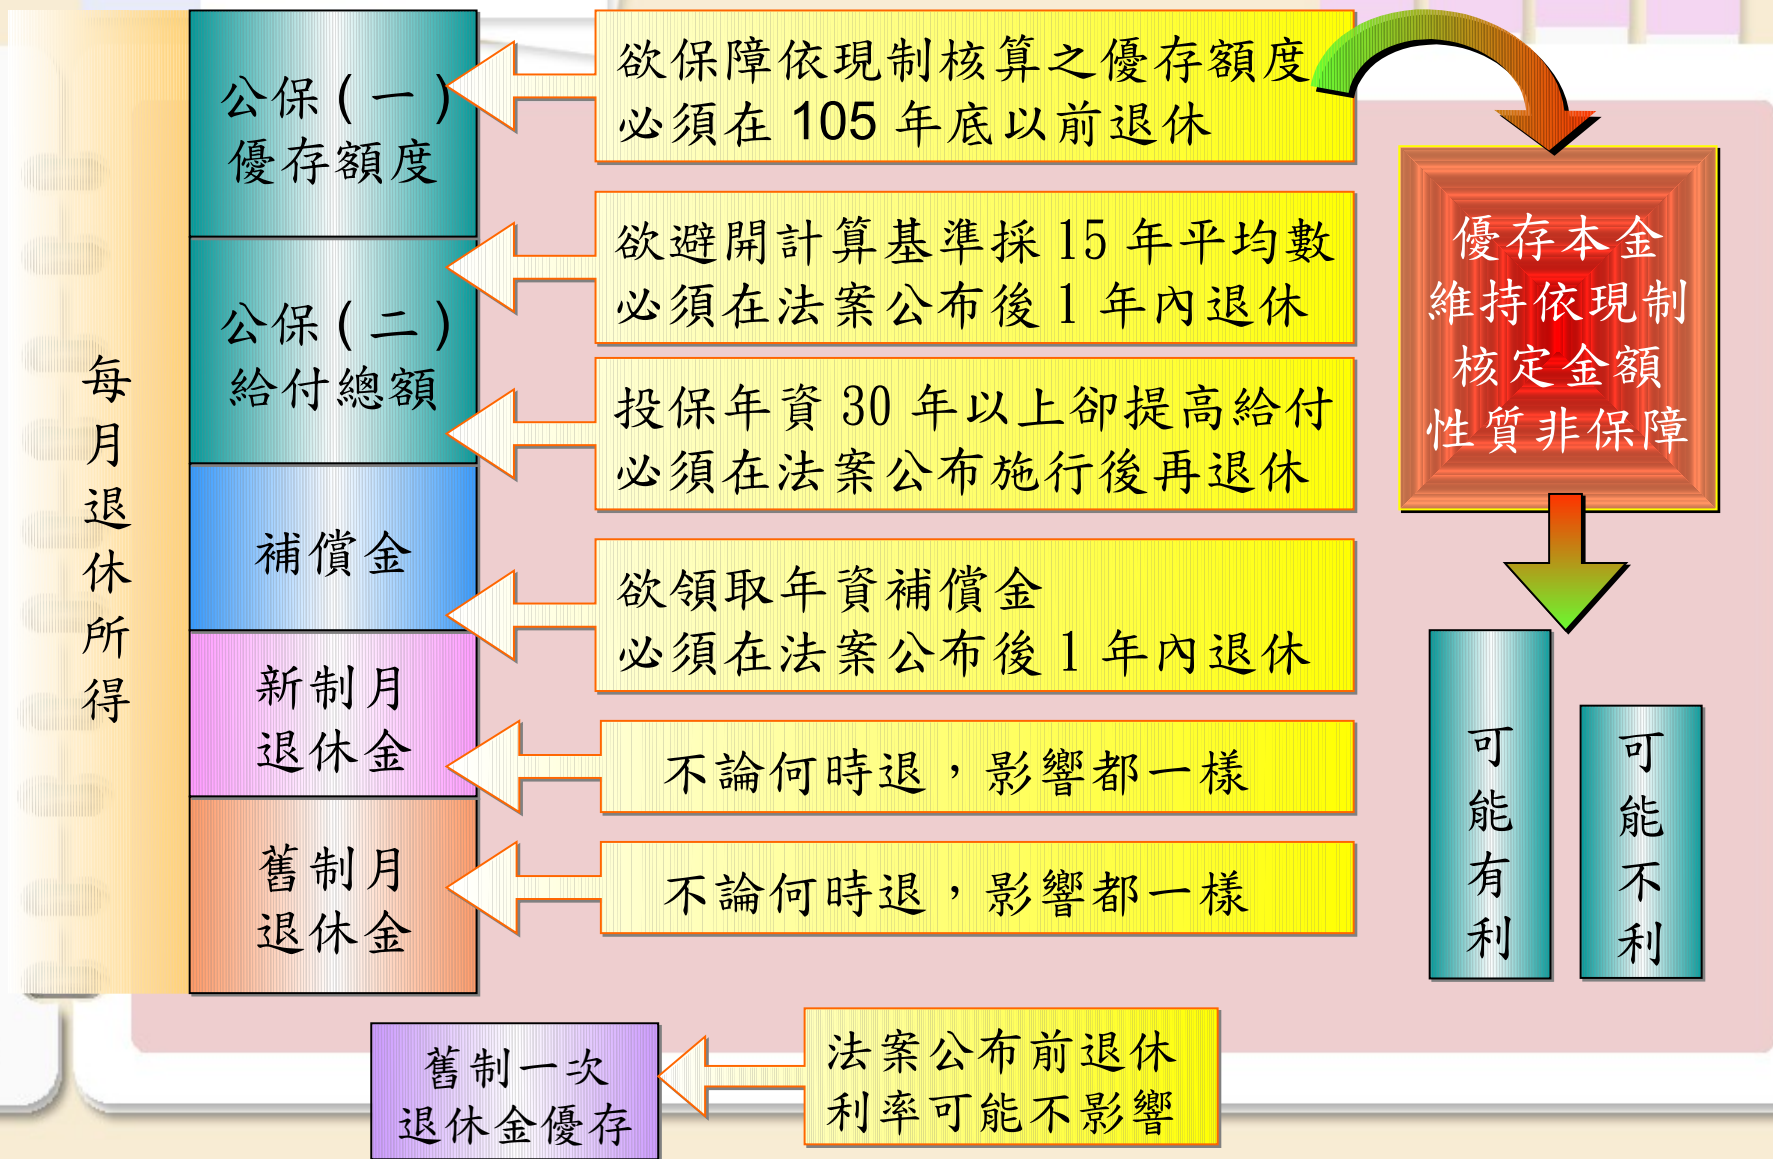 每月退休所得
公保(一)
優存額度
欲保障依現制核算之優存額度
必須在 105 年底以前退休
公保(二)
給付總額
欲避開計算基準採 15 年平均數
必須在法案公布後 1 年內退休
投保年資 30 年以上卻提高給付
必須在法案公布施行後再退休
補償金
欲領取年資補償金
必須在法案公布後 1 年內退休
新制月
退休金
不論何時退，影響都一樣
舊制月
退休金
不論何時退，影響都一樣
優存本金
維持依現制
核定金額
性質非保障
可能有利
可能不利
舊制一次
退休金優存
法案公布前退休
利率可能不影響